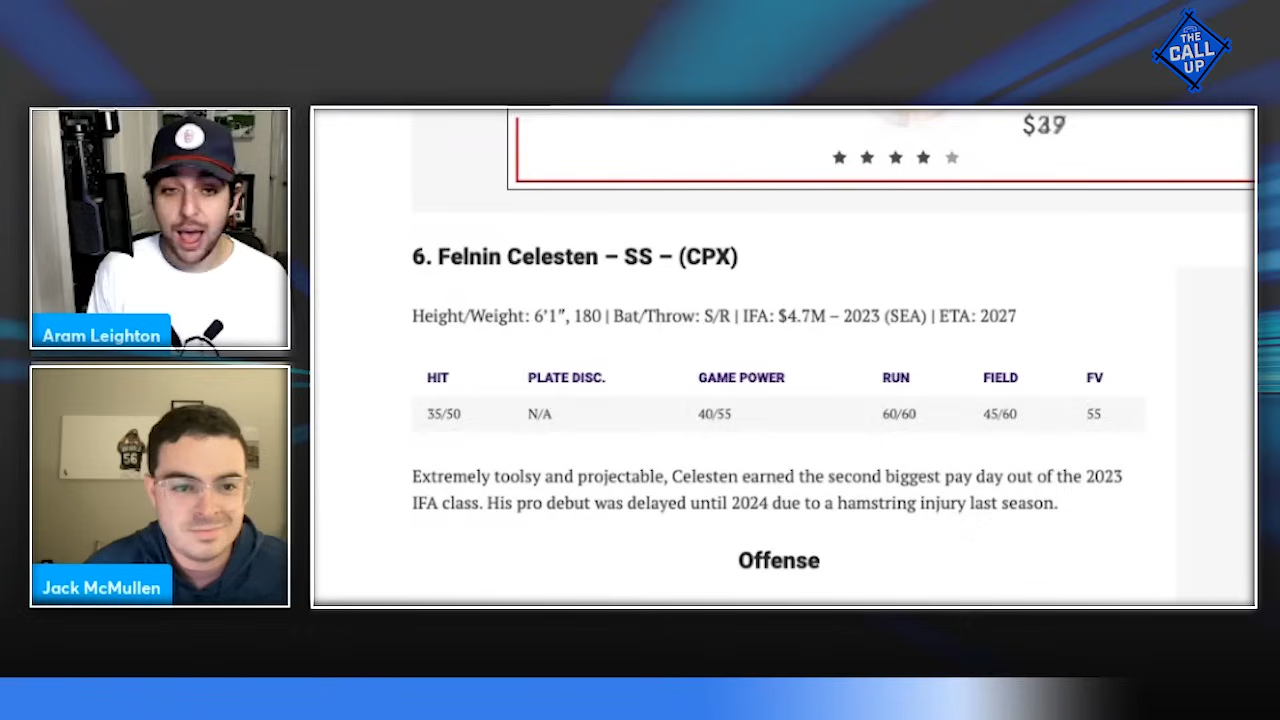 THE
CALL
UP
$39
6. Felnin Celesten – SS – (CPX)
Height/Weight: 6'1", 180 | Bat/Throw: S/R | IFA: $4.7M – 2023 (SEA) | ETA: 2027
HIT PLATE DISC. GAME POWER RUN FIELD FV
35/50 N/A 40/55 60/60 45/60 55
Extremely toolsy and projectable, Celesten earned the second biggest pay day out of the 2023
IFA class. His pro debut was delayed until 2024 due to a hamstring injury last season.
Offense
Aram Leighton
56
Jack McMullen